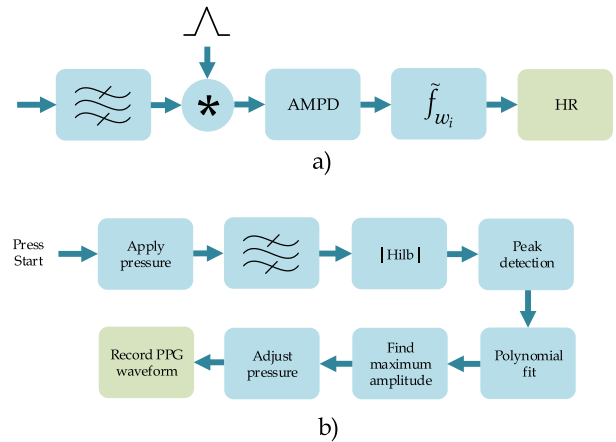 *
AMPD
f̃wᵢ
HR
a)
Press
Start
Apply
pressure
|Hilb|
Peak
detection
Record PPG
waveform
Adjust
pressure
Find
maximum
amplitude
Polynomial
fit
b)